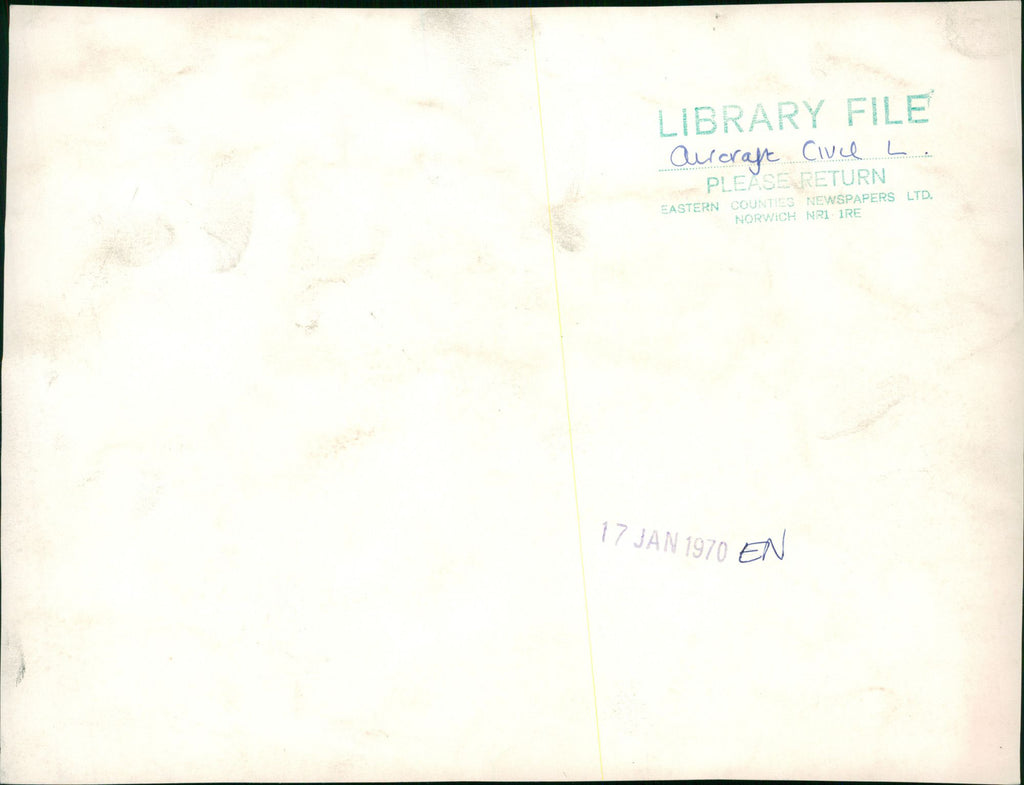 LIBRARY FILE
Aircraft Civil L.
PLEASE RETURN
EASTERN COUNTIES NEWSPAPERS LTD.
NORWICH NR1 1RE
17 JAN 1970 EN